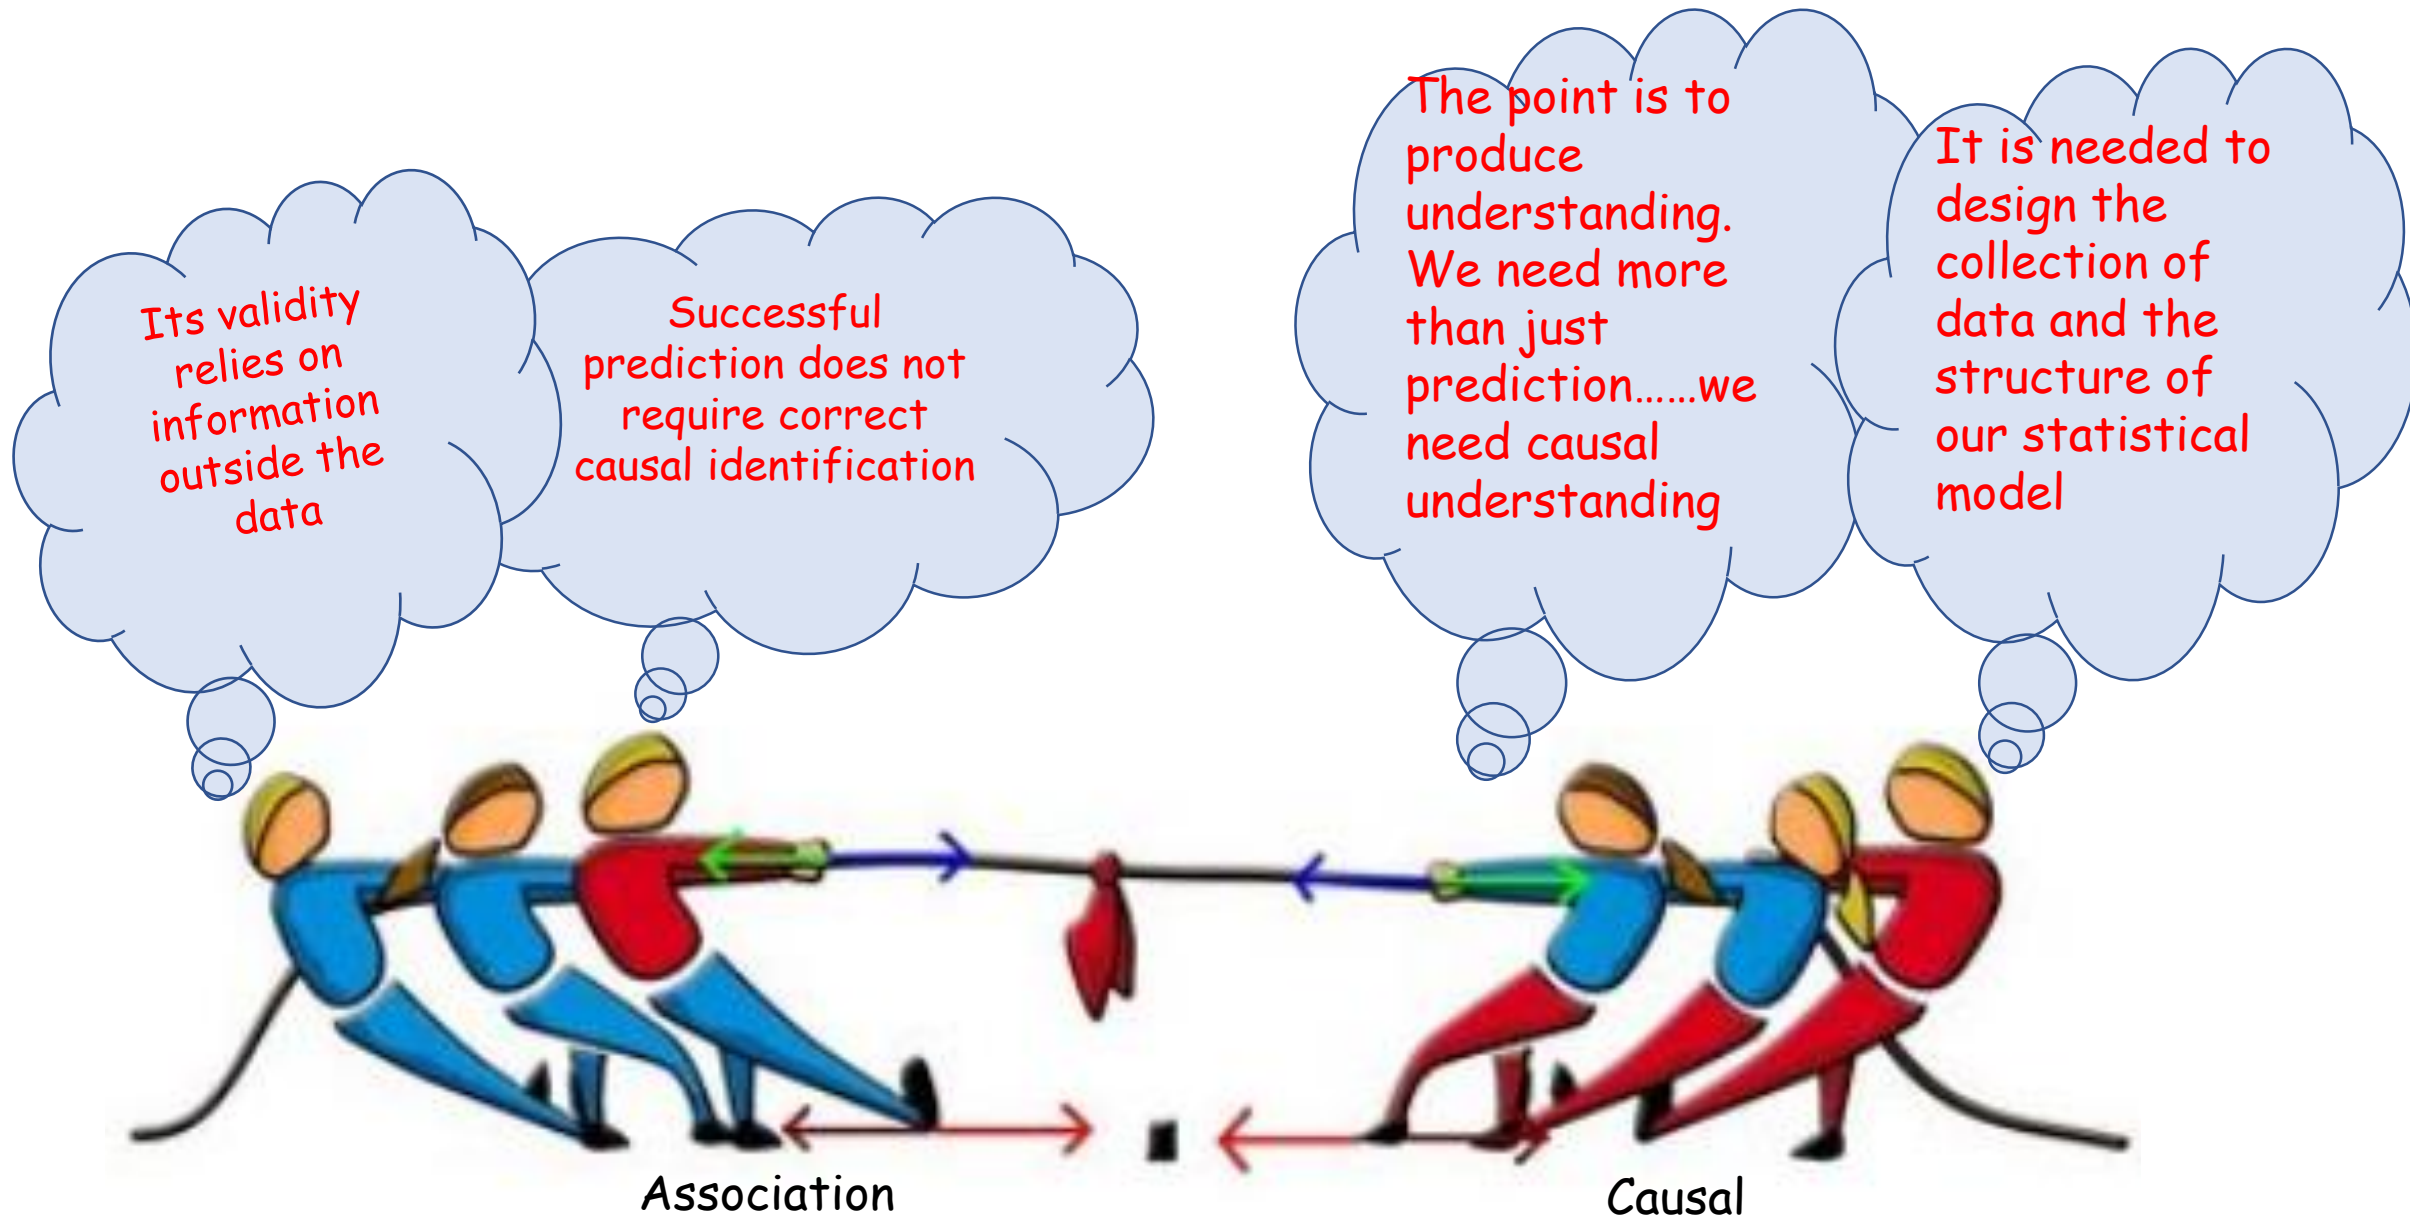 Its validity
relies on
information
outside the
data
Successful
prediction does not
require correct
causal identification
The point is to
produce
understanding.
We need more
than just
prediction......we
need causal
understanding
It is needed to
design the
collection of
data and the
structure of
our statistical
model
Association
Causal